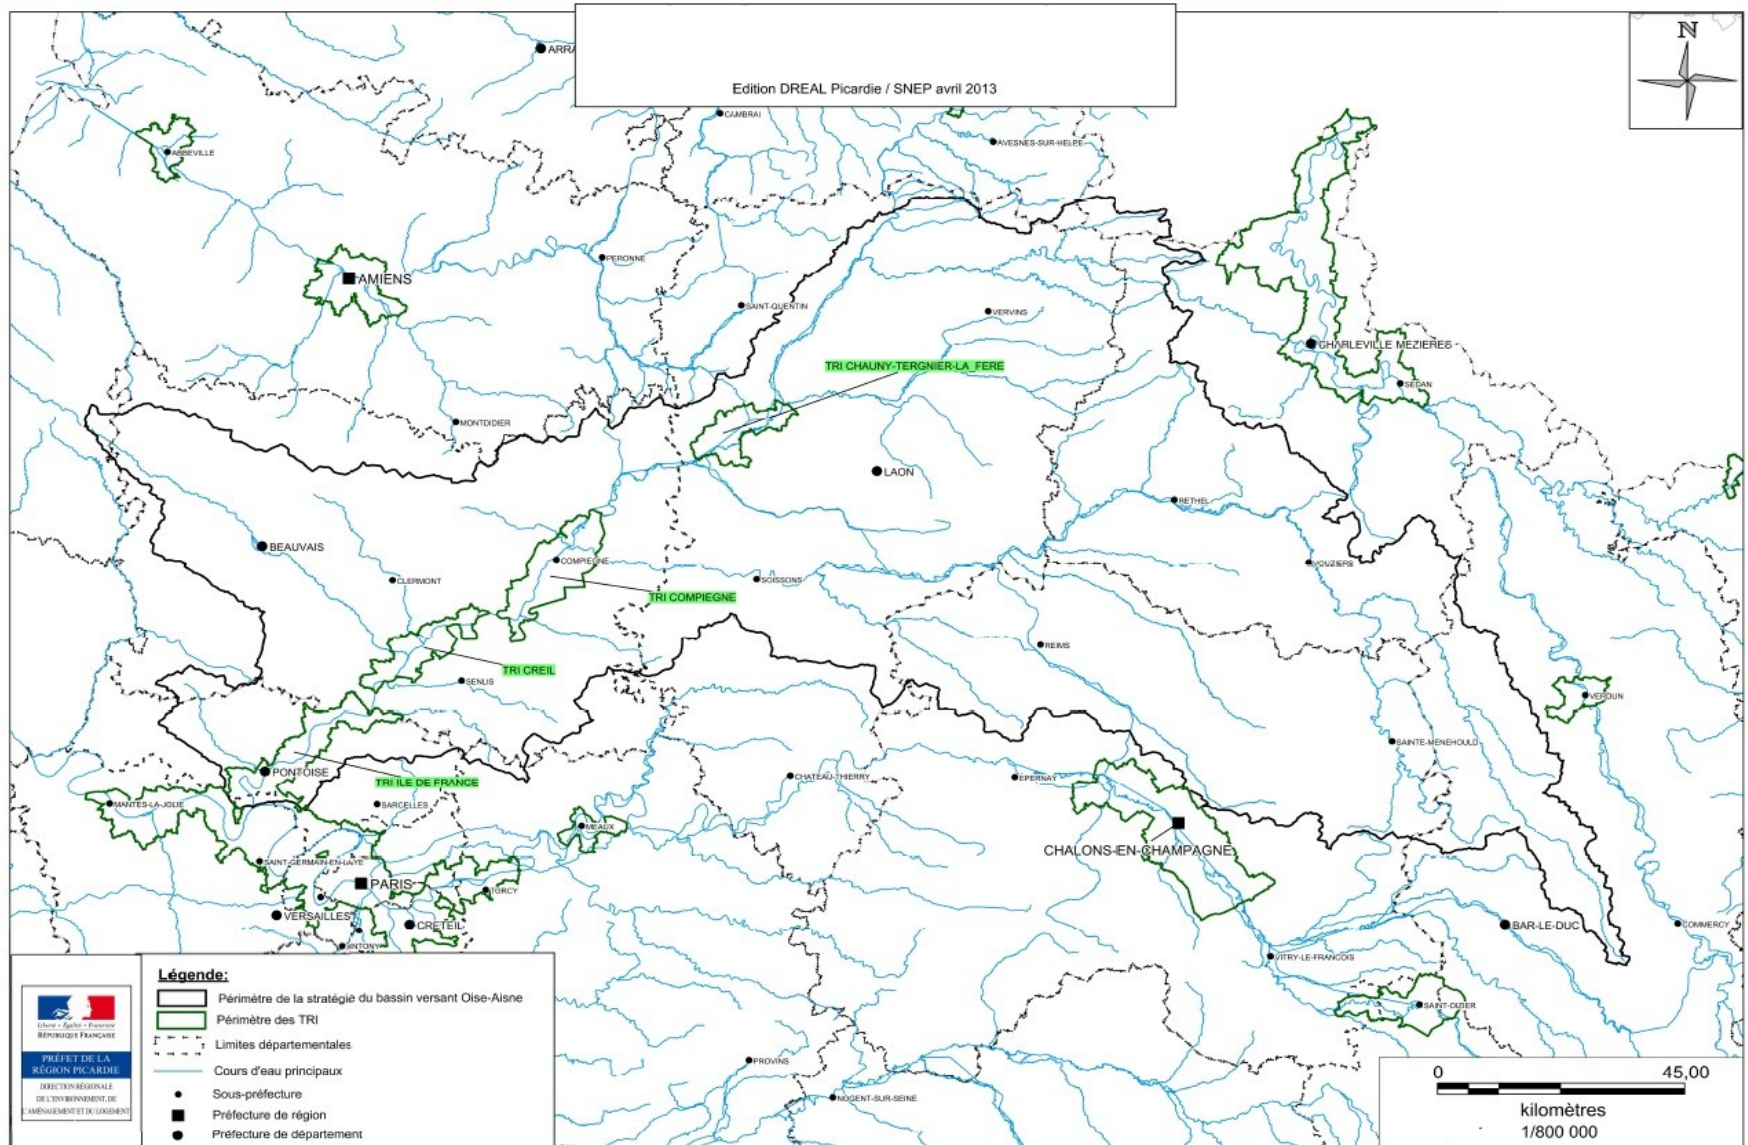 Edition DREAL Picardie / SNEP avril 2013
N
ARRA
CAMBRAI
AVESNES-SUR-HELPE
ABBEVILLE
PERONNE
AMIENS
SAINT-QUENTIN
VERVINS
CHARLEVILLE MEZIERES
TRI CHAUNY-TERGNIER-LA_FERE
SEDAN
MONTDIDIER
LAON
RETHEL
BEAUVAIS
COMPIEGNE
VOUZIERS
CLERMONT
SOISSONS
TRI COMPIEGNE
REIMS
TRI CREIL
SENLIS
VERDUN
SAINTE-MENEHOULD
PONTOISE
TRI ILE DE FRANCE
CHATEAU-THIERRY
EPERNAY
MANTES-LA-JOLIE
SARCELLES
MEAUX
CHALONS-EN-CHAMPAGNE
SAINT-GERMAIN-EN-LAYE
PARIS
TORCY
VERSAILLES
CRETEIL
BAR-LE-DUC
COMMERCY
ANTONY
VITRY-LE-FRANCOIS
SAINT-DIZIER
PROVINS
NOGENT-SUR-SEINE
Légende:
Périmètre de la stratégie du bassin versant Oise-Aisne
Périmètre des TRI
Limites départementales
Cours d'eau principaux
Sous-préfecture
Préfecture de région
Préfecture de département
Liberté • Égalité • Fraternité
RÉPUBLIQUE FRANÇAISE
PRÉFET DE LA
RÉGION PICARDIE
DIRECTION RÉGIONALE
DE L'ENVIRONNEMENT, DE
L'AMÉNAGEMENT ET DU LOGEMENT
0 45,00
kilomètres
1/800 000